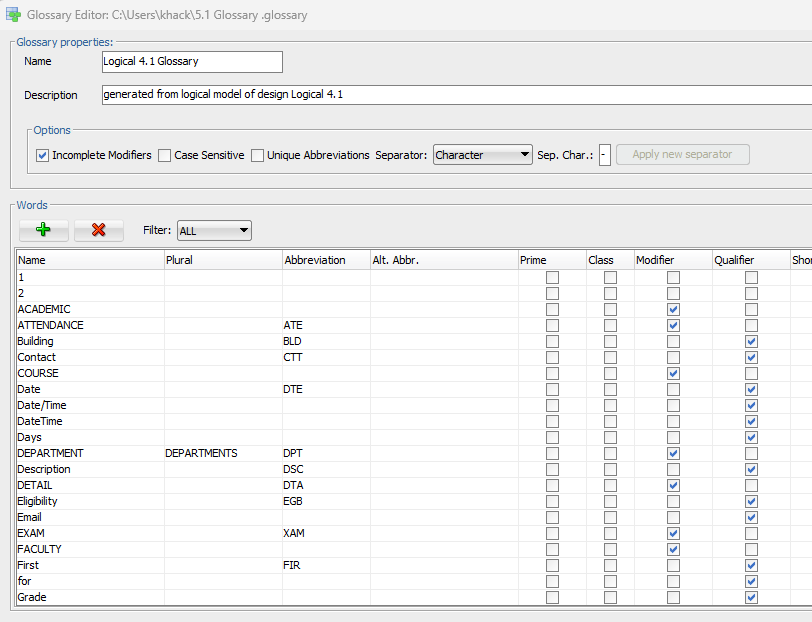 Glossary Editor: C:\Users\khack\5.1 Glossary .glossary
Glossary properties:
Name Logical 4.1 Glossary
Description generated from logical model of design Logical 4.1
Options
Incomplete Modifiers Case Sensitive Unique Abbreviations Separator: Character Sep. Char.: - Apply new separator
Words
Filter: ALL
Name Plural Abbreviation Alt. Abbr. Prime Class Modifier Qualifier Shor
1
2
ACADEMIC
ATTENDANCE ATE
Building BLD
Contact CTT
COURSE
Date DTE
Date/Time
DateTime
Days
DEPARTMENT DEPARTMENTS DPT
Description DSC
DETAIL DTA
Eligibility EGB
Email
EXAM XAM
FACULTY
First FIR
for
Grade